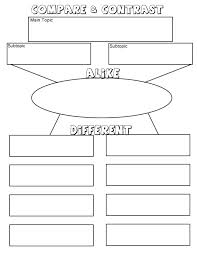 COMPARE & CONTRAST
Main Topic
Subtopic
Subtopic
ALIKE
DIFFERENT